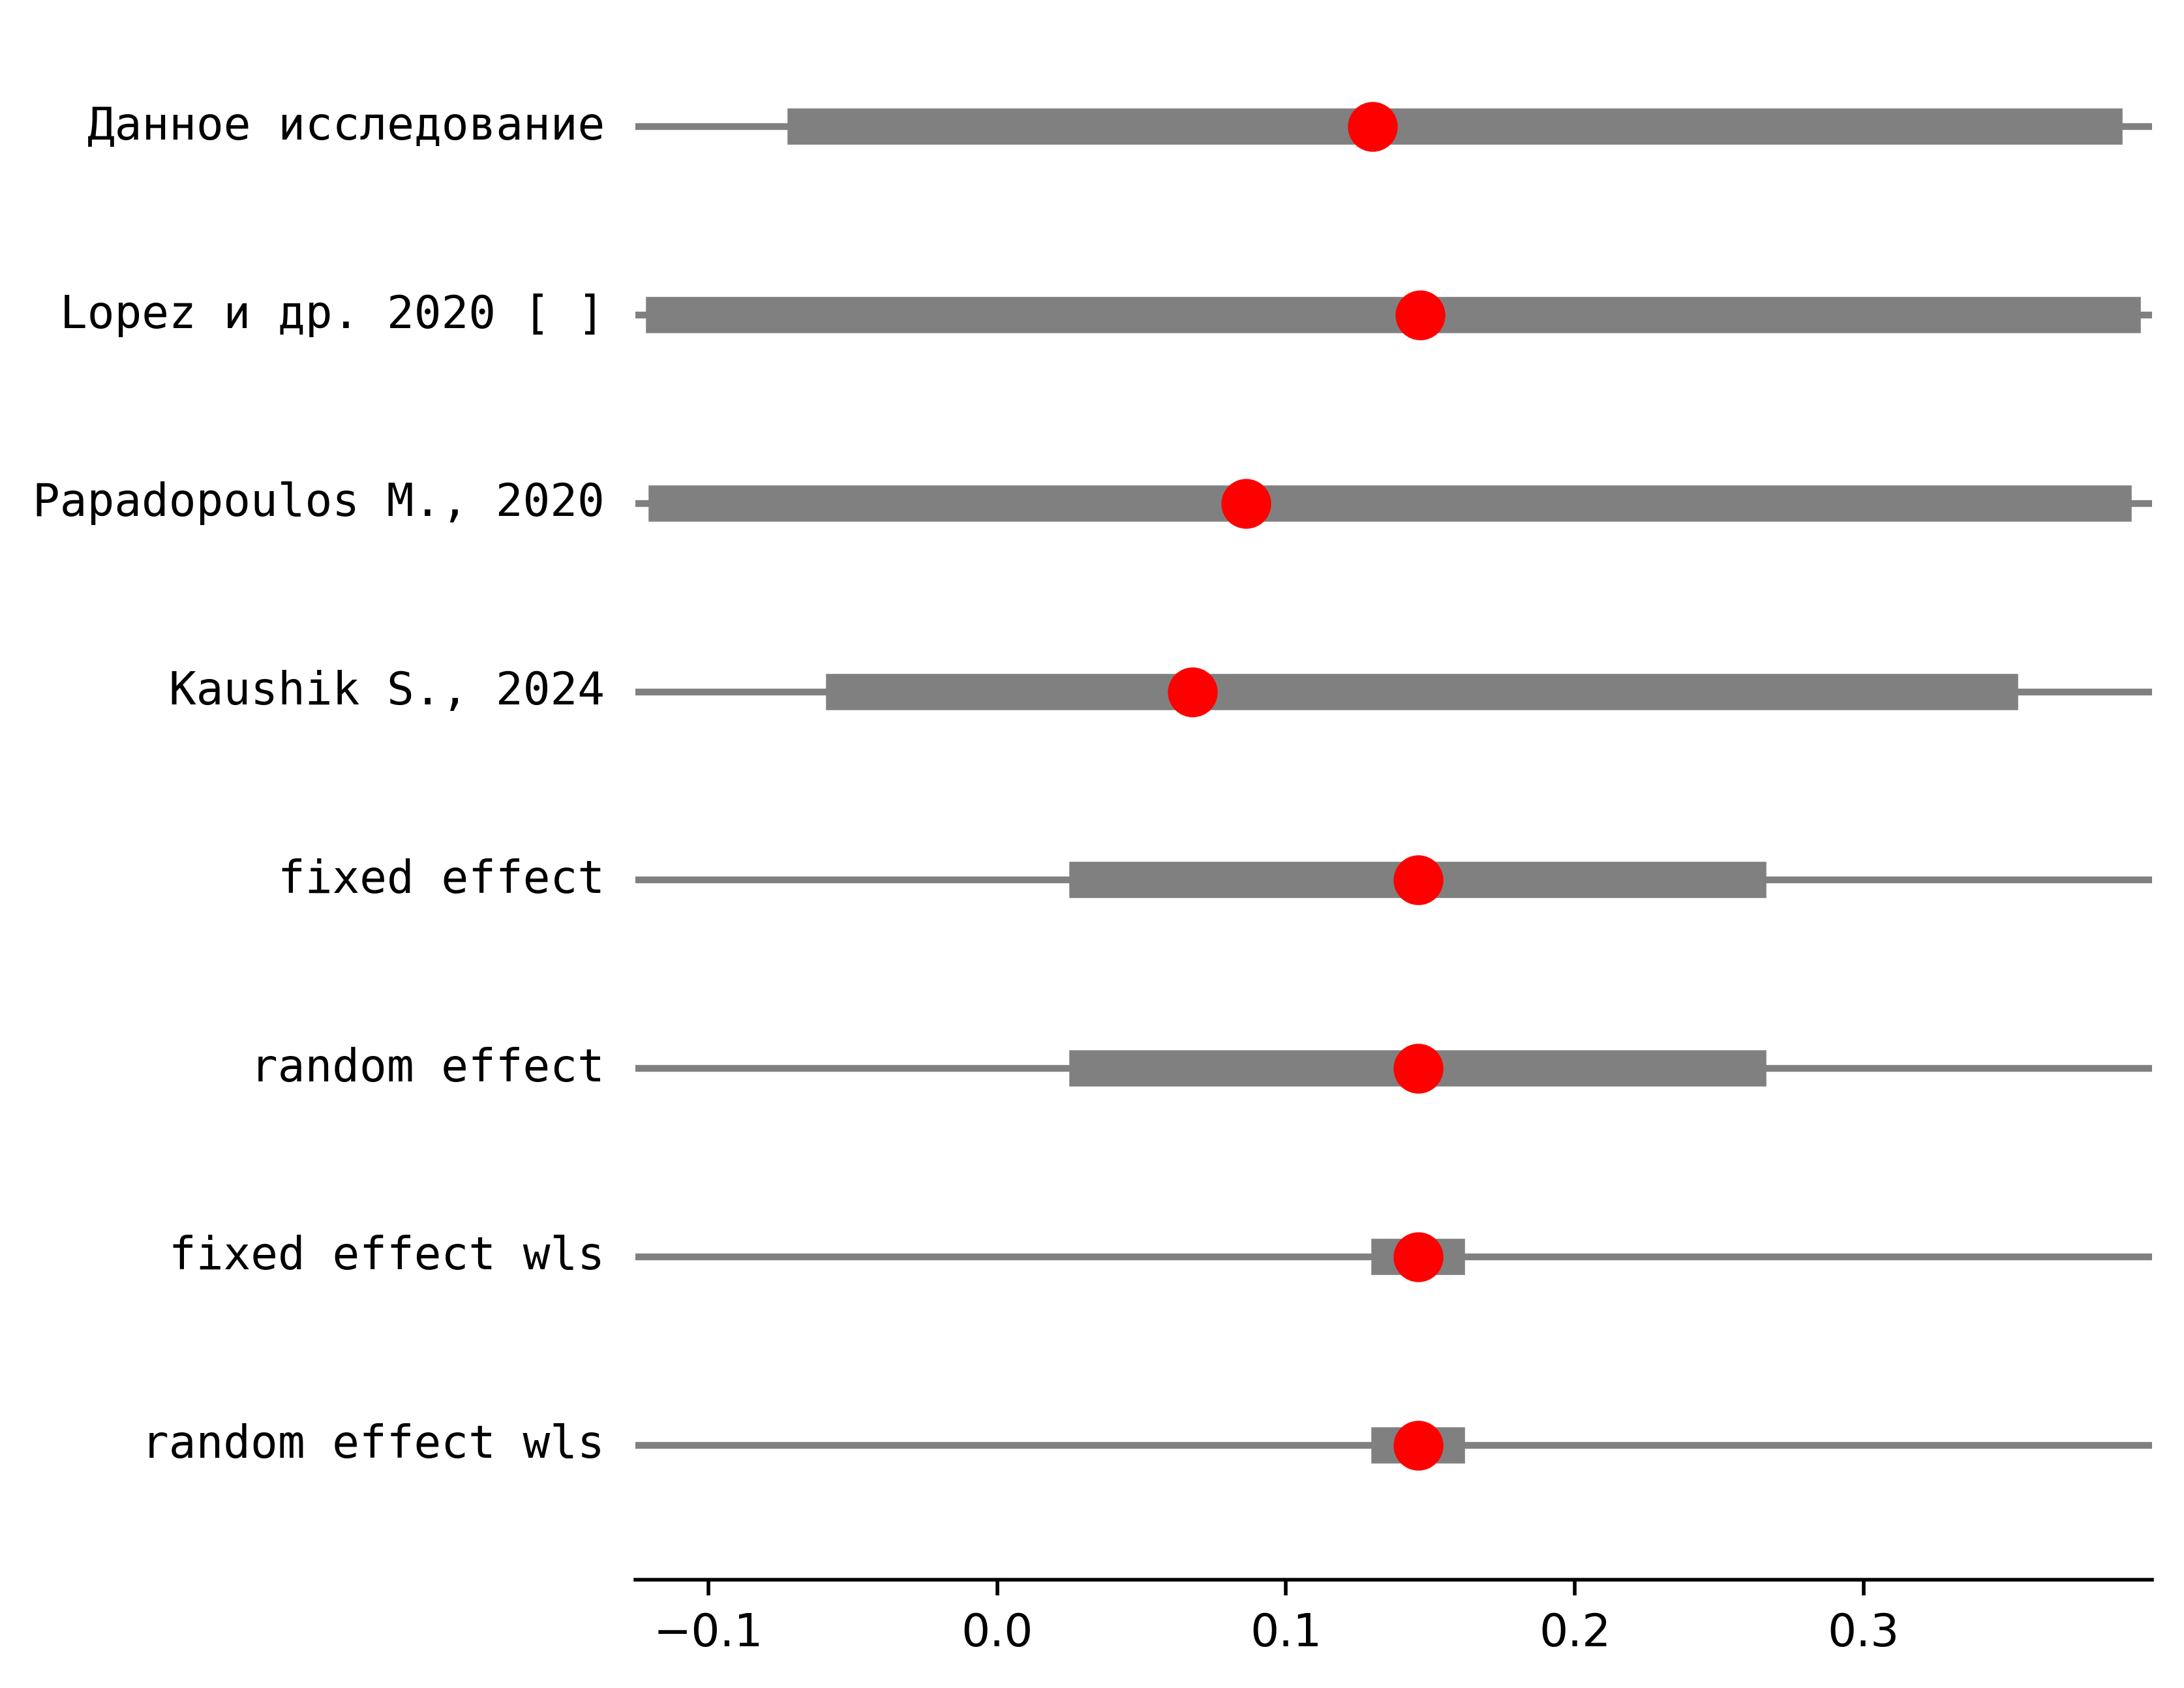 Данное исследование
Lopez и др. 2020 [ ]
Papadopoulos M., 2020
Kaushik S., 2024
fixed effect
random effect
fixed effect wls
random effect wls
−0.1 0.0 0.1 0.2 0.3